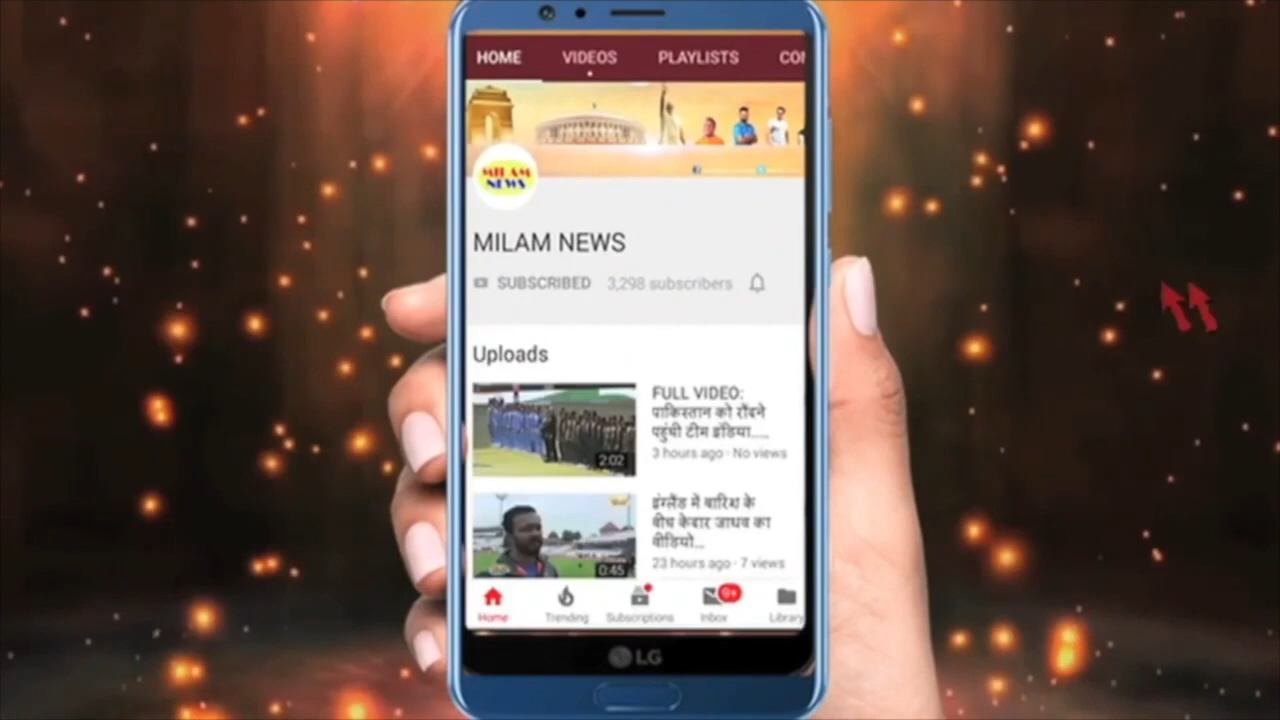 HOME VIDEOS PLAYLISTS CO
MILAM
NEWS
MILAM NEWS
SUBSCRIBED 3,298 subscribers
Uploads
FULL VIDEO:
पाकिस्तान को रौंदने
पहुंची टीम इंडिया.....
3 hours ago · No views
2:02
इंग्लैंड में बारिश के
बीच केदार जाधव का
वीडियो...
23 hours ago · 7 views
0:45
9+
Home Trending Subscriptions Inbox Library
LG